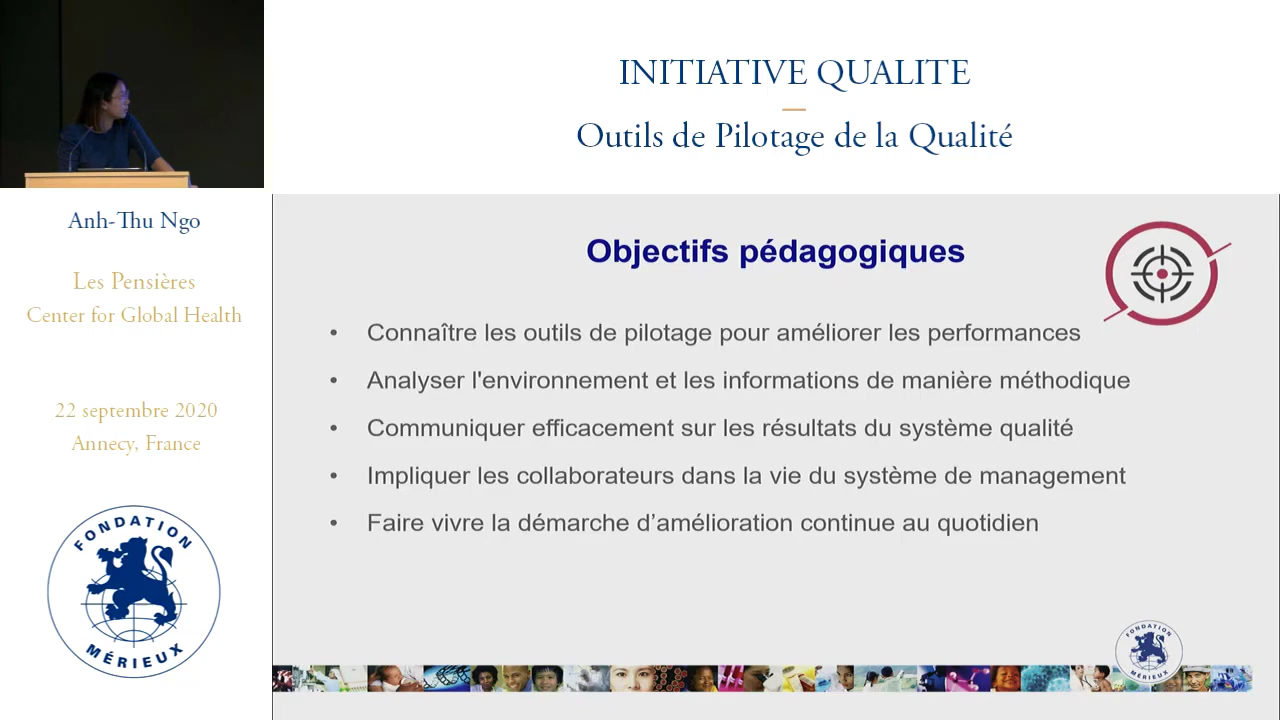 INITIATIVE QUALITE
Outils de Pilotage de la Qualité
Anh-Thu Ngo
Les Pensières
Center for Global Health
22 septembre 2020
Annecy, France
FONDATION
MÉRIEUX
Objectifs pédagogiques
• Connaître les outils de pilotage pour améliorer les performances
• Analyser l'environnement et les informations de manière méthodique
• Communiquer efficacement sur les résultats du système qualité
• Impliquer les collaborateurs dans la vie du système de management
• Faire vivre la démarche d’amélioration continue au quotidien
FONDATION
MÉRIEUX